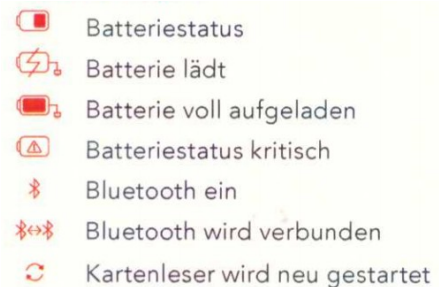 Batteriestatus
Batterie lädt
Batterie voll aufgeladen
Batteriestatus kritisch
Bluetooth ein
Bluetooth wird verbunden
Kartenleser wird neu gestartet